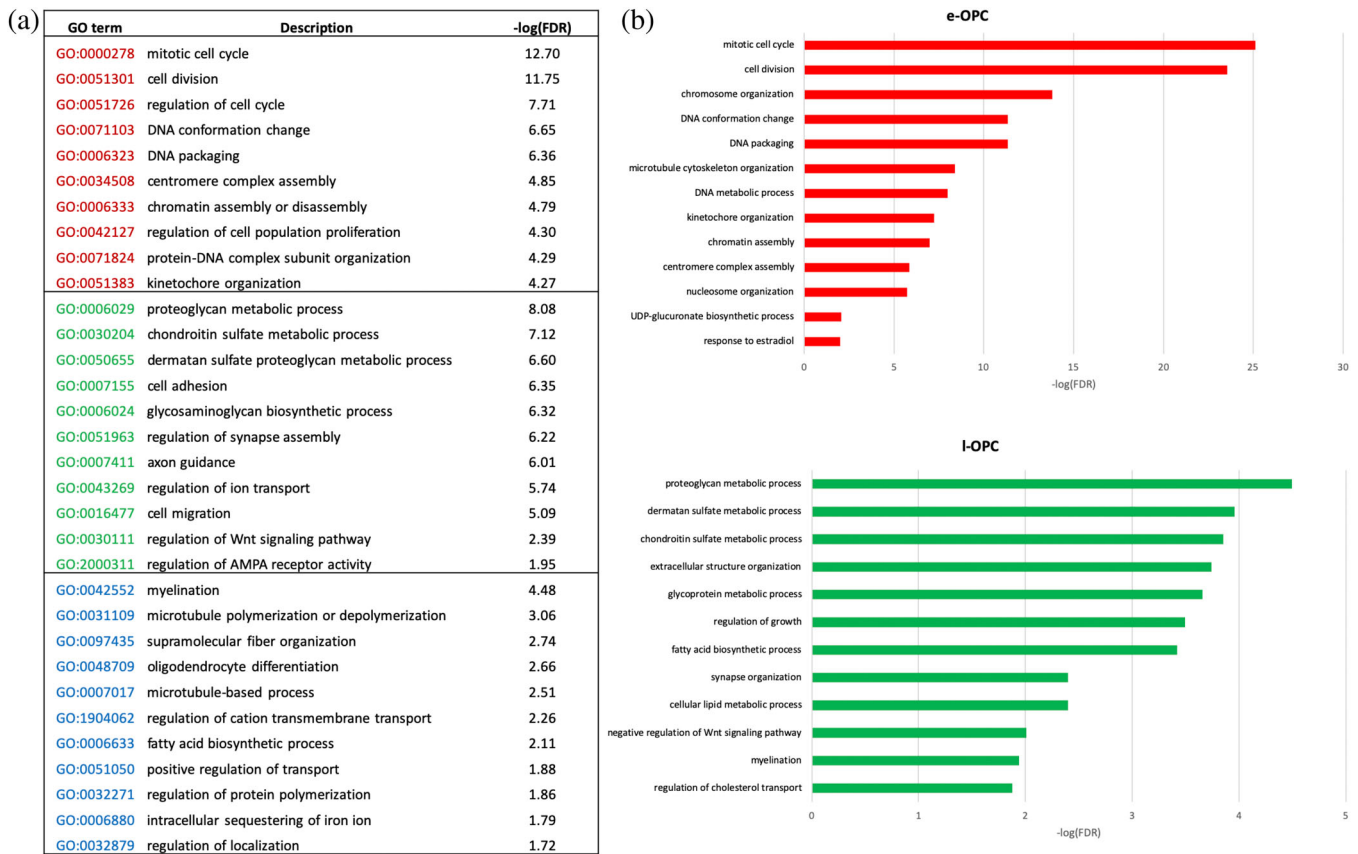 (a)
GO term Description -log(FDR)
GO:0000278 mitotic cell cycle 12.70
GO:0051301 cell division 11.75
GO:0051726 regulation of cell cycle 7.71
GO:0071103 DNA conformation change 6.65
GO:0006323 DNA packaging 6.36
GO:0034508 centromere complex assembly 4.85
GO:0006333 chromatin assembly or disassembly 4.79
GO:0042127 regulation of cell population proliferation 4.30
GO:0071824 protein-DNA complex subunit organization 4.29
GO:0051383 kinetochore organization 4.27
GO:0006029 proteoglycan metabolic process 8.08
GO:0030204 chondroitin sulfate metabolic process 7.12
GO:0050655 dermatan sulfate proteoglycan metabolic process 6.60
GO:0007155 cell adhesion 6.35
GO:0006024 glycosaminoglycan biosynthetic process 6.32
GO:0051963 regulation of synapse assembly 6.22
GO:0007411 axon guidance 6.01
GO:0043269 regulation of ion transport 5.74
GO:0016477 cell migration 5.09
GO:0030111 regulation of Wnt signaling pathway 2.39
GO:2000311 regulation of AMPA receptor activity 1.95
GO:0042552 myelination 4.48
GO:0031109 microtubule polymerization or depolymerization 3.06
GO:0097435 supramolecular fiber organization 2.74
GO:0048709 oligodendrocyte differentiation 2.66
GO:0007017 microtubule-based process 2.51
GO:1904062 regulation of cation transmembrane transport 2.26
GO:0006633 fatty acid biosynthetic process 2.11
GO:0051050 positive regulation of transport 1.88
GO:0032271 regulation of protein polymerization 1.86
GO:0006880 intracellular sequestering of iron ion 1.79
GO:0032879 regulation of localization 1.72
(b)
e-OPC
mitotic cell cycle
cell division
chromosome organization
DNA conformation change
DNA packaging
microtubule cytoskeleton organization
DNA metabolic process
kinetochore organization
chromatin assembly
centromere complex assembly
nucleosome organization
UDP-glucuronate biosynthetic process
response to estradiol
0 5 10 15 20 25 30
-log(FDR)
l-OPC
proteoglycan metabolic process
dermatan sulfate metabolic process
chondroitin sulfate metabolic process
extracellular structure organization
glycoprotein metabolic process
regulation of growth
fatty acid biosynthetic process
synapse organization
cellular lipid metabolic process
negative regulation of Wnt signaling pathway
myelination
regulation of cholesterol transport
0 1 2 3 4 5
-log(FDR)